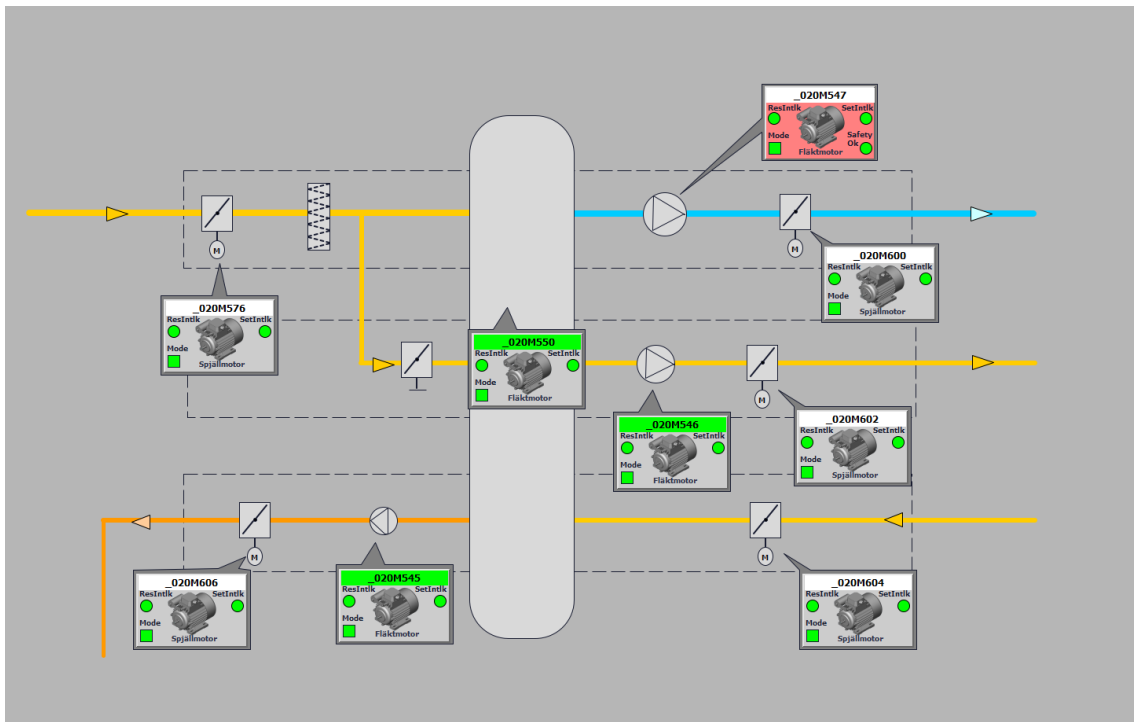 _020M547
ResIntlk SetIntlk
Mode Safety
Ok
Fläktmotor
_020M600
ResIntlk SetIntlk
Mode
Spjällmotor
M
M
_020M576
ResIntlk SetIntlk
Mode
Spjällmotor
_020M550
ResIntlk SetIntlk
Mode
Fläktmotor
_020M546
ResIntlk SetIntlk
Mode
Fläktmotor
M
_020M602
ResIntlk SetIntlk
Mode
Spjällmotor
M
_020M606
ResIntlk SetIntlk
Mode
Spjällmotor
_020M545
ResIntlk SetIntlk
Mode
Fläktmotor
M
_020M604
ResIntlk SetIntlk
Mode
Spjällmotor